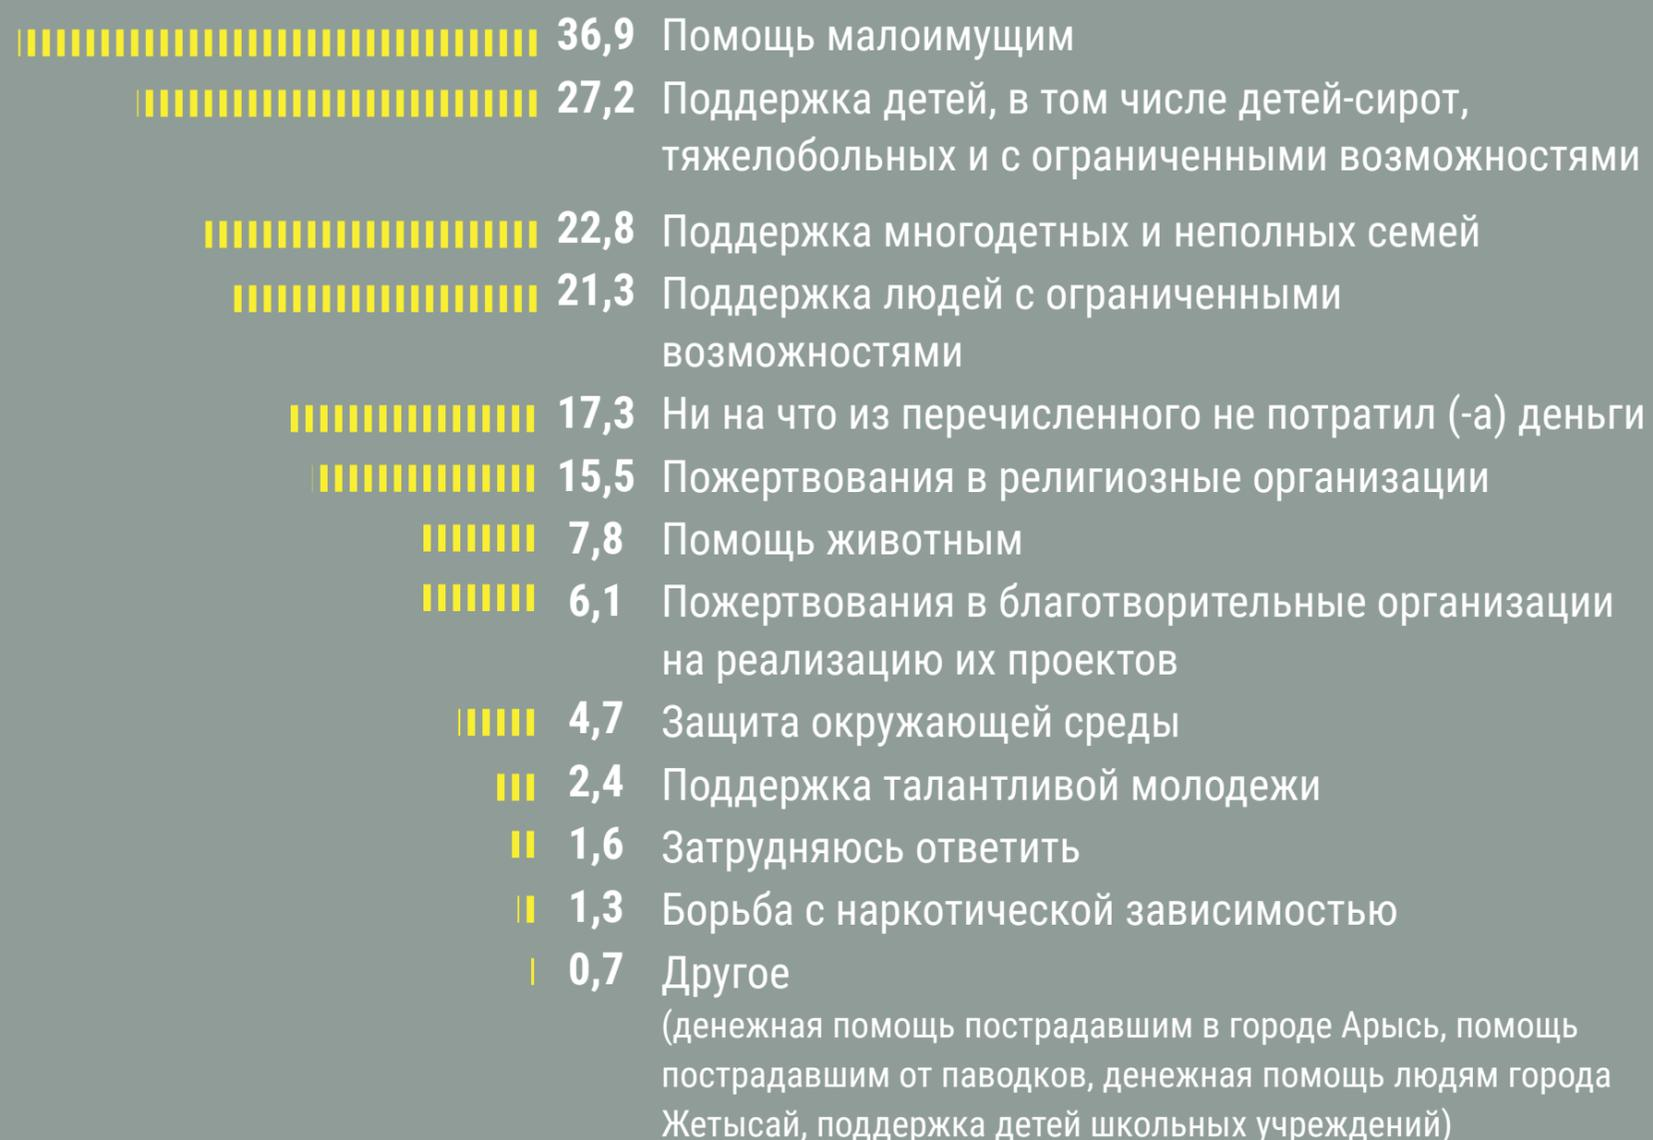 36,9 Помощь малоимущим
27,2 Поддержка детей, в том числе детей-сирот,
тяжелобольных и с ограниченными возможностями
22,8 Поддержка многодетных и неполных семей
21,3 Поддержка людей с ограниченными
возможностями
17,3 Ни на что из перечисленного не потратил (-а) деньги
15,5 Пожертвования в религиозные организации
7,8 Помощь животным
6,1 Пожертвования в благотворительные организации
на реализацию их проектов
4,7 Защита окружающей среды
2,4 Поддержка талантливой молодежи
1,6 Затрудняюсь ответить
1,3 Борьба с наркотической зависимостью
0,7 Другое
(денежная помощь пострадавшим в городе Арысь, помощь
пострадавшим от паводков, денежная помощь людям города
Жетысай, поддержка детей школьных учреждений)